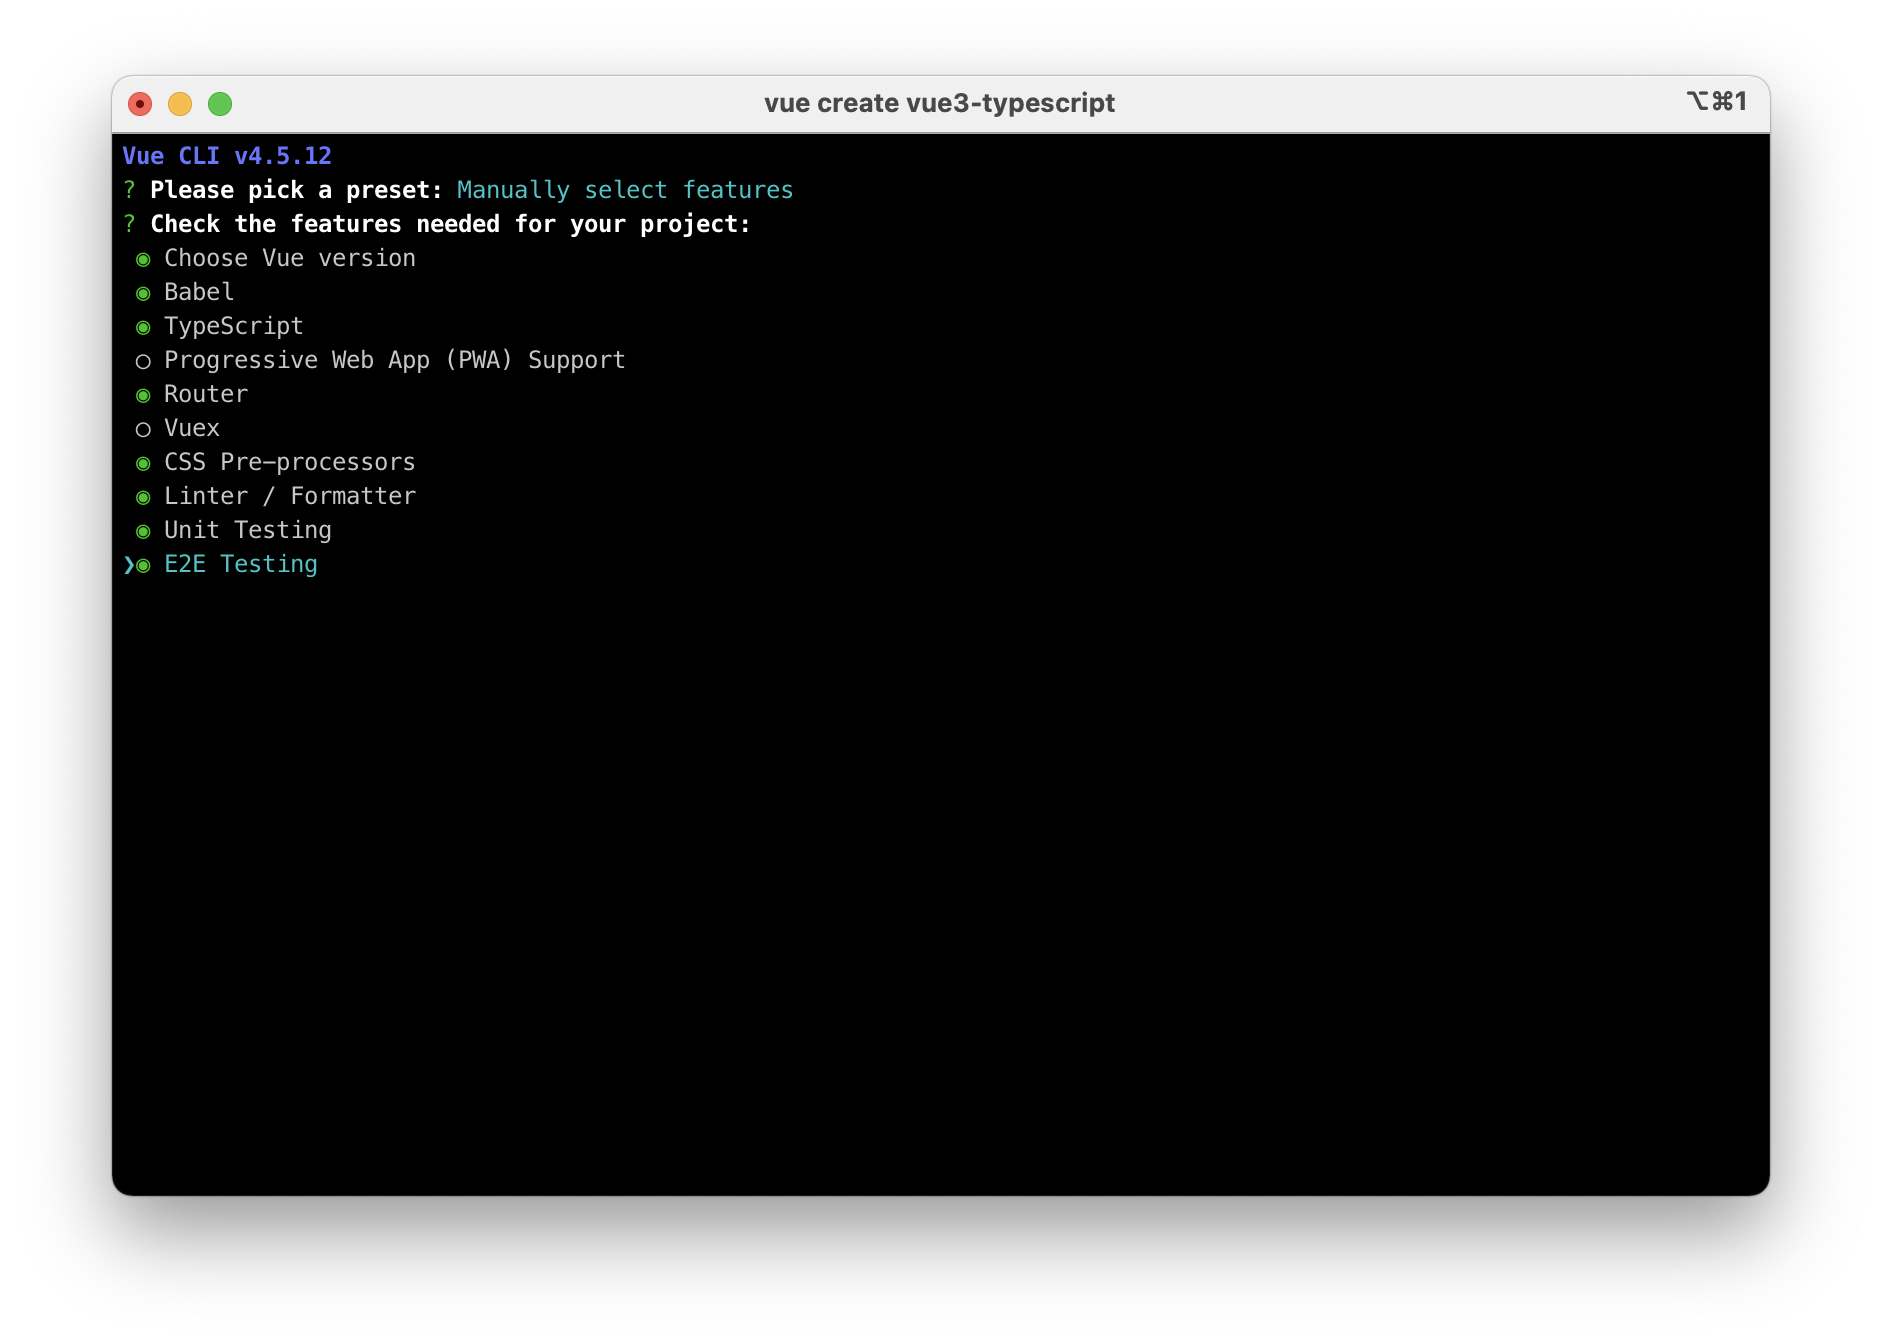 vue create vue3-typescript
⌥⌘1
Vue CLI v4.5.12
? Please pick a preset: Manually select features
? Check the features needed for your project:
◉ Choose Vue version
◉ Babel
◉ TypeScript
◯ Progressive Web App (PWA) Support
◉ Router
◯ Vuex
◉ CSS Pre-processors
◉ Linter / Formatter
◉ Unit Testing
❯◉ E2E Testing